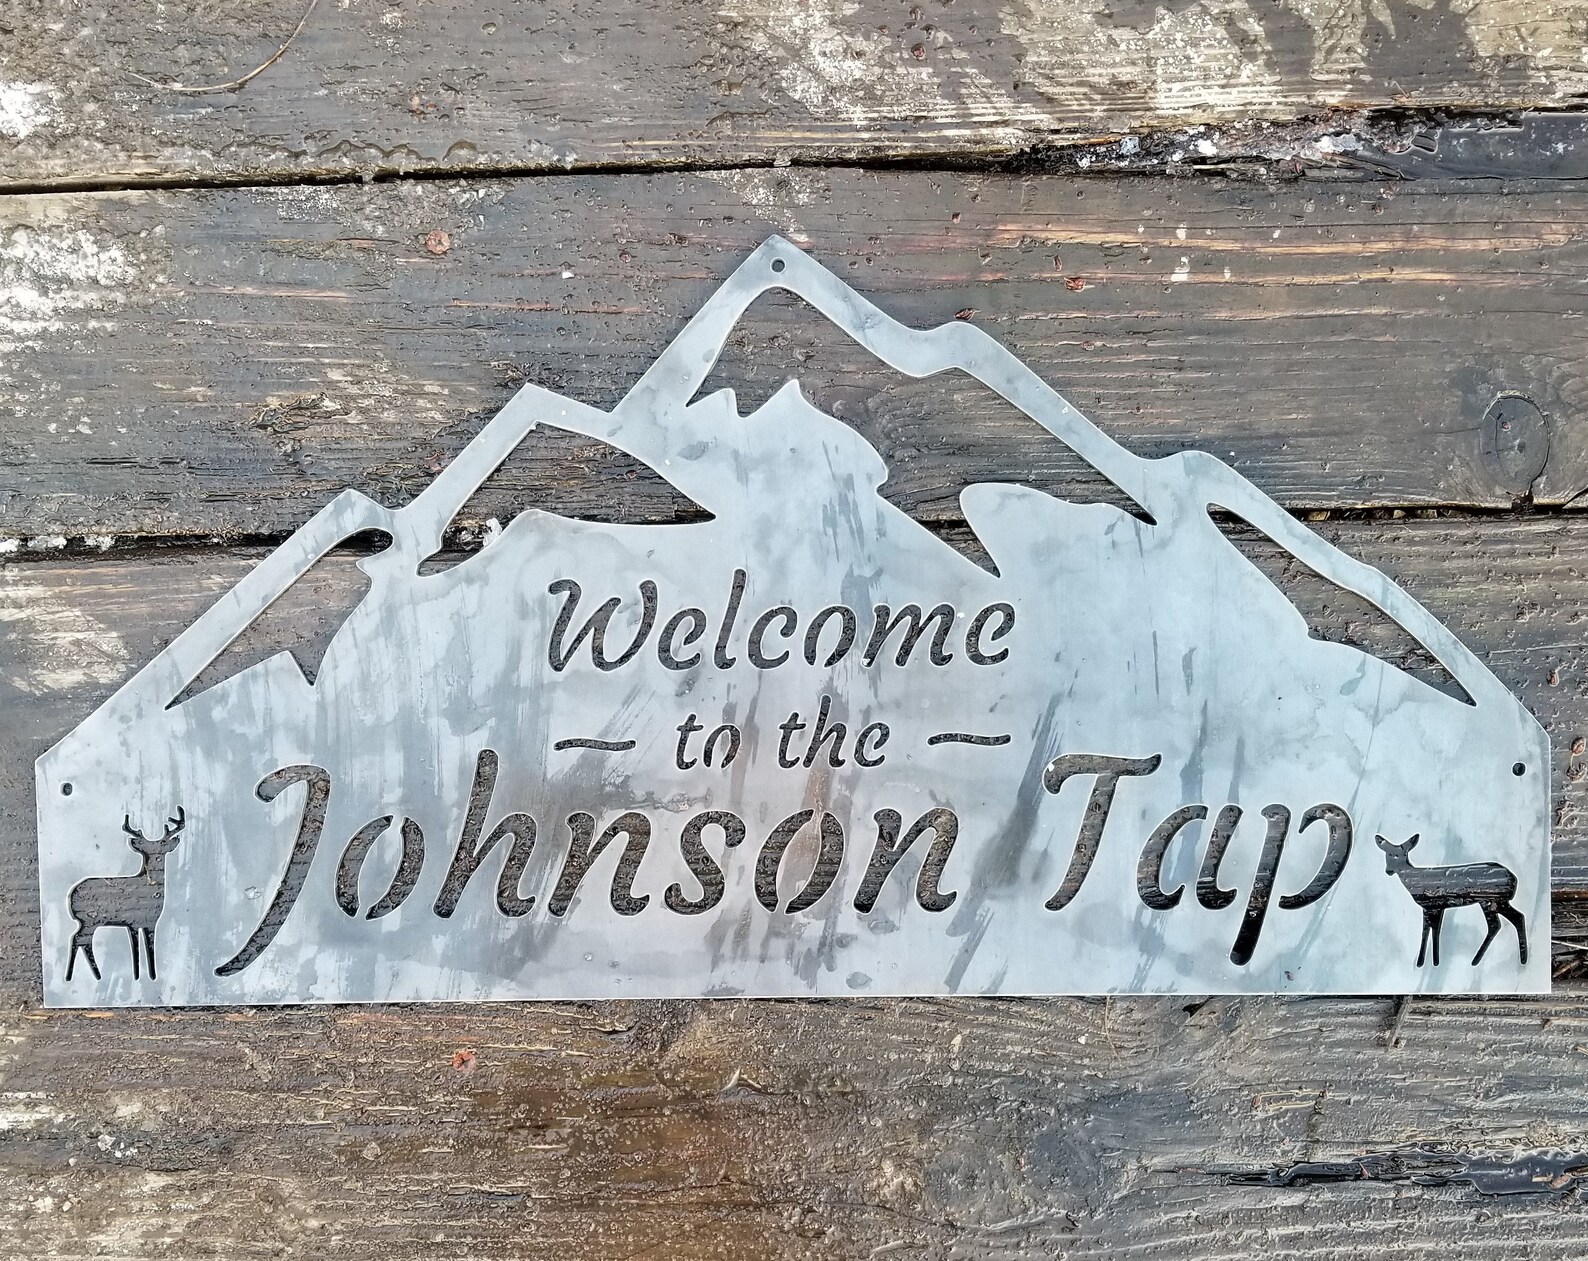 Welcome
~ to the ~
Johnson Tap